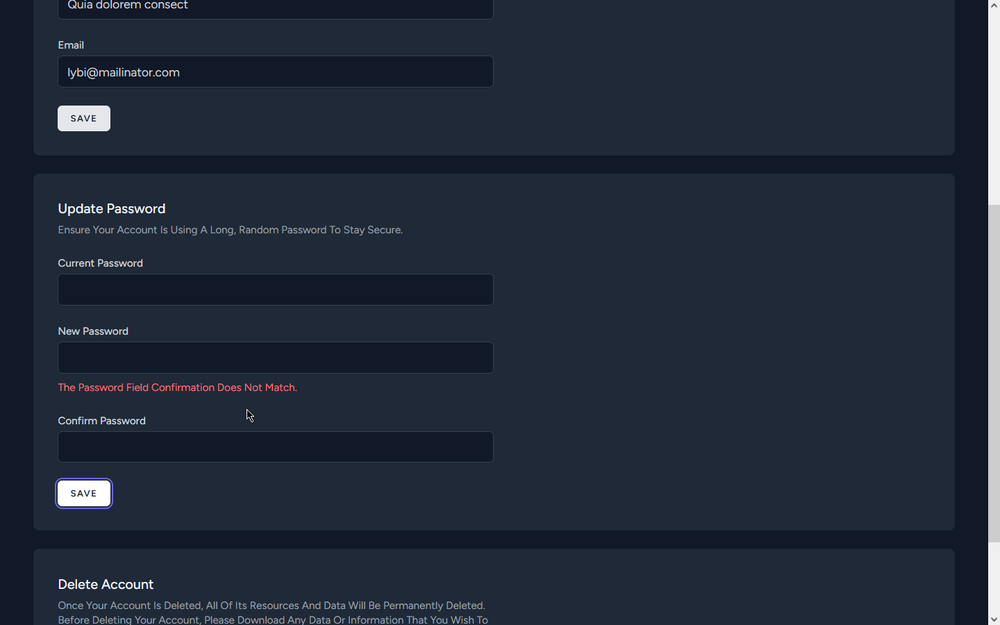 Quia dolorem consect
Email
lybi@mailinator.com
SAVE
Update Password
Ensure Your Account Is Using A Long, Random Password To Stay Secure.
Current Password
New Password
The Password Field Confirmation Does Not Match.
Confirm Password
SAVE
Delete Account
Once Your Account Is Deleted, All Of Its Resources And Data Will Be Permanently Deleted.
Before Deleting Your Account, Please Download Any Data Or Information That You Wish To